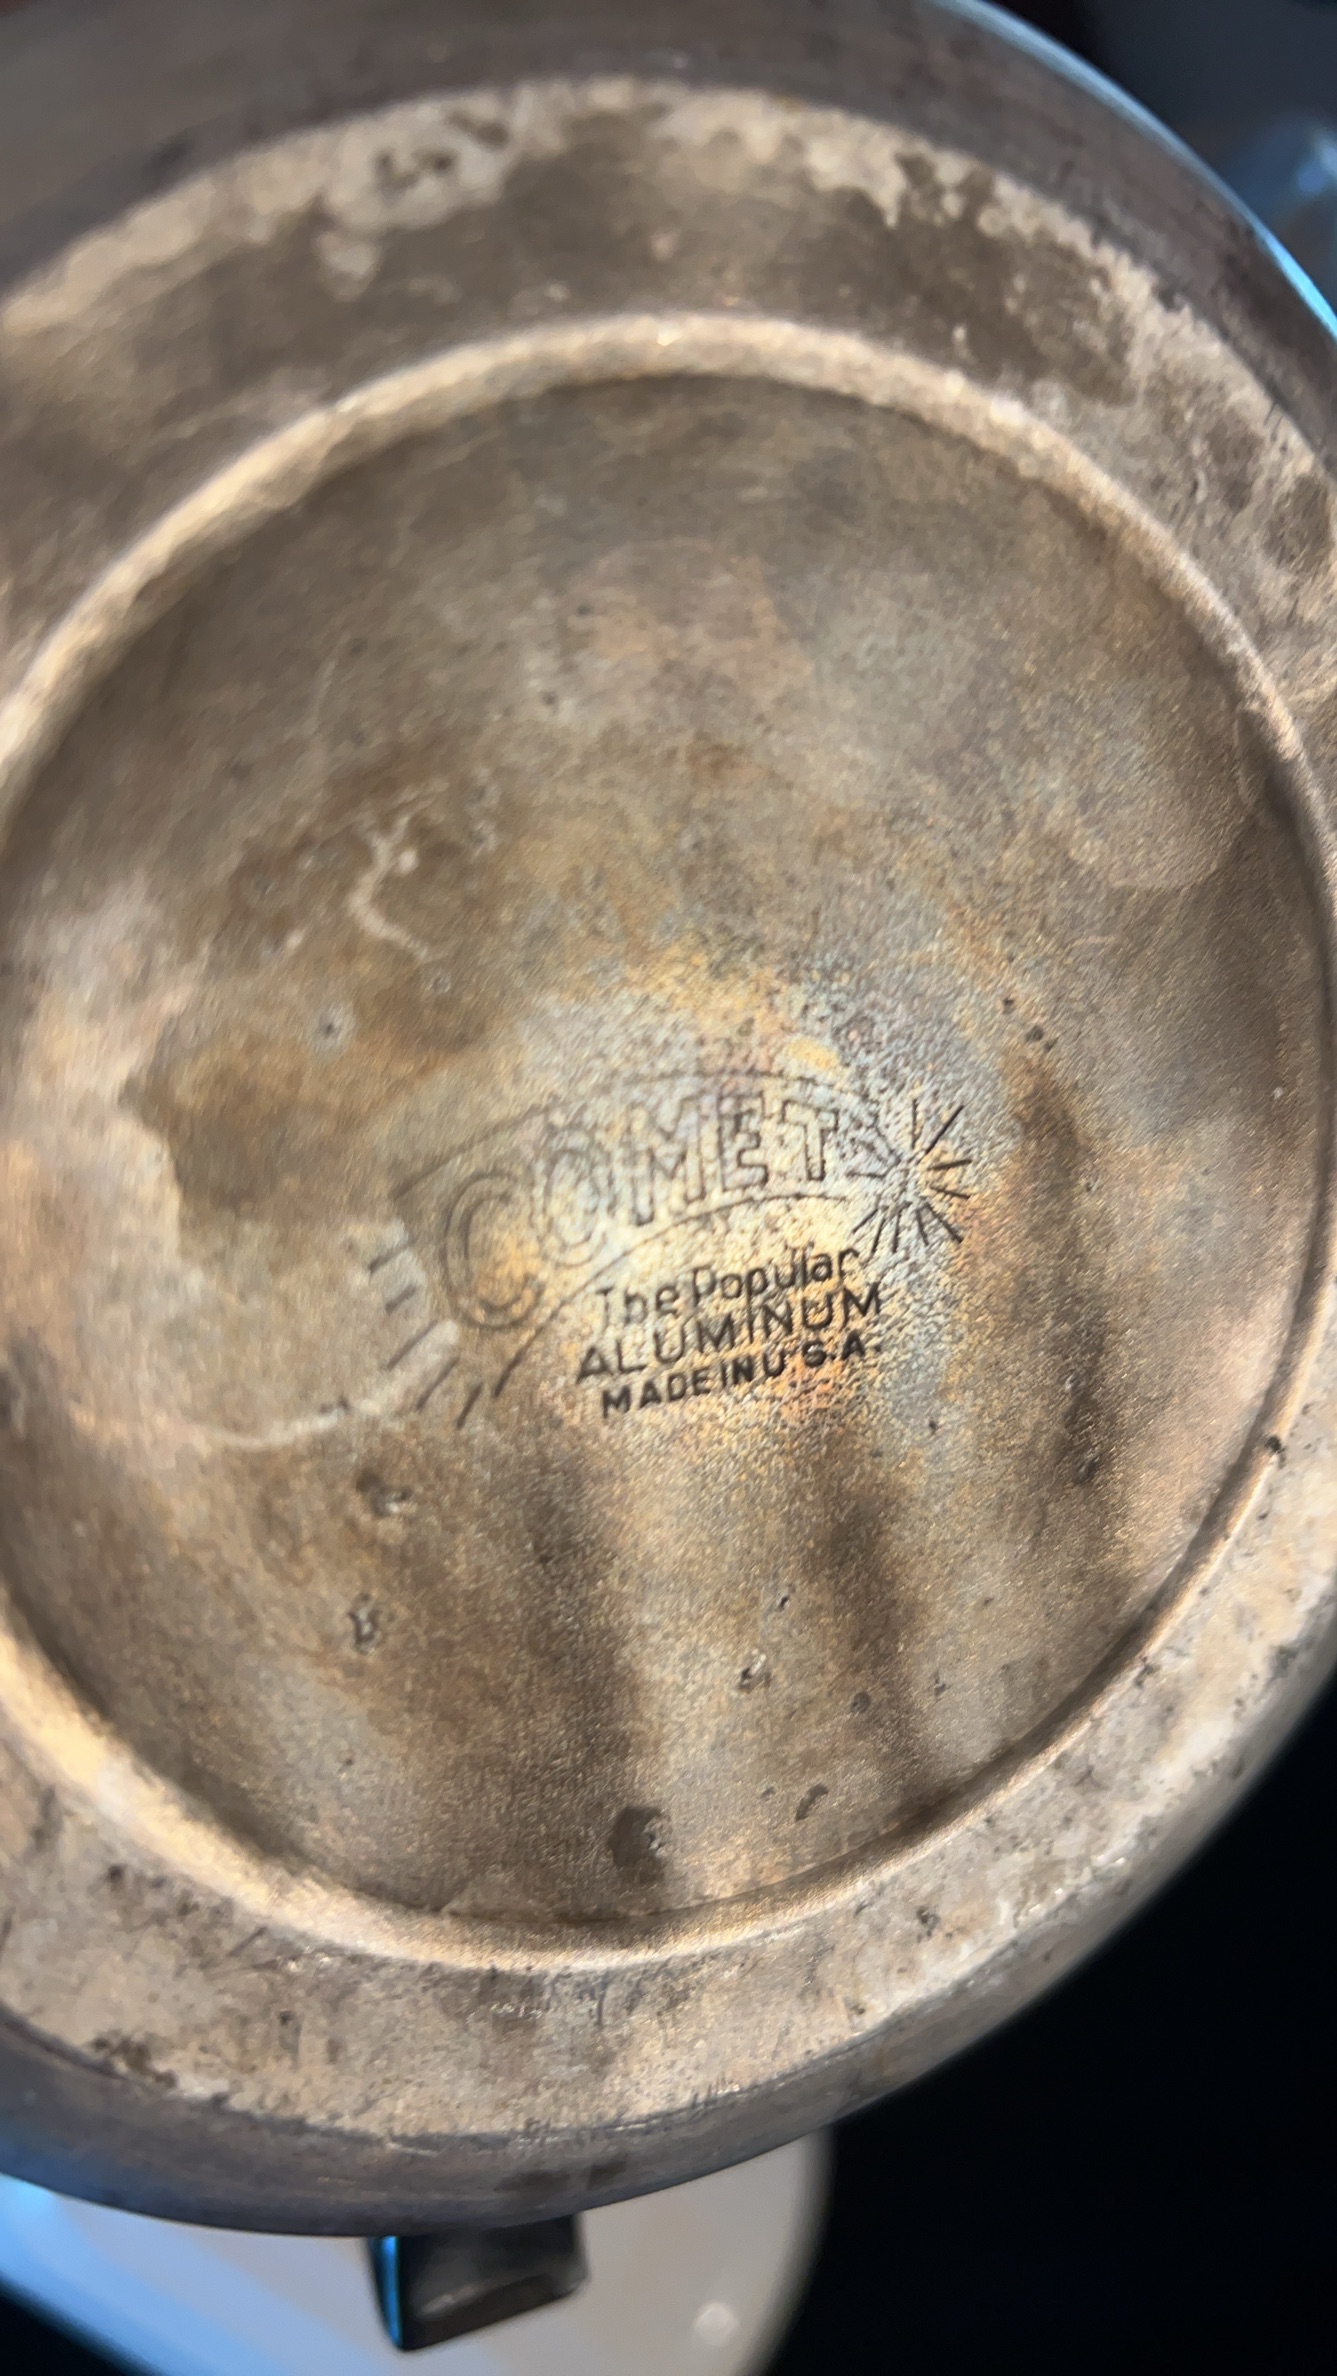 COMET
The Popular
ALUMINUM
MADE IN U.S.A.